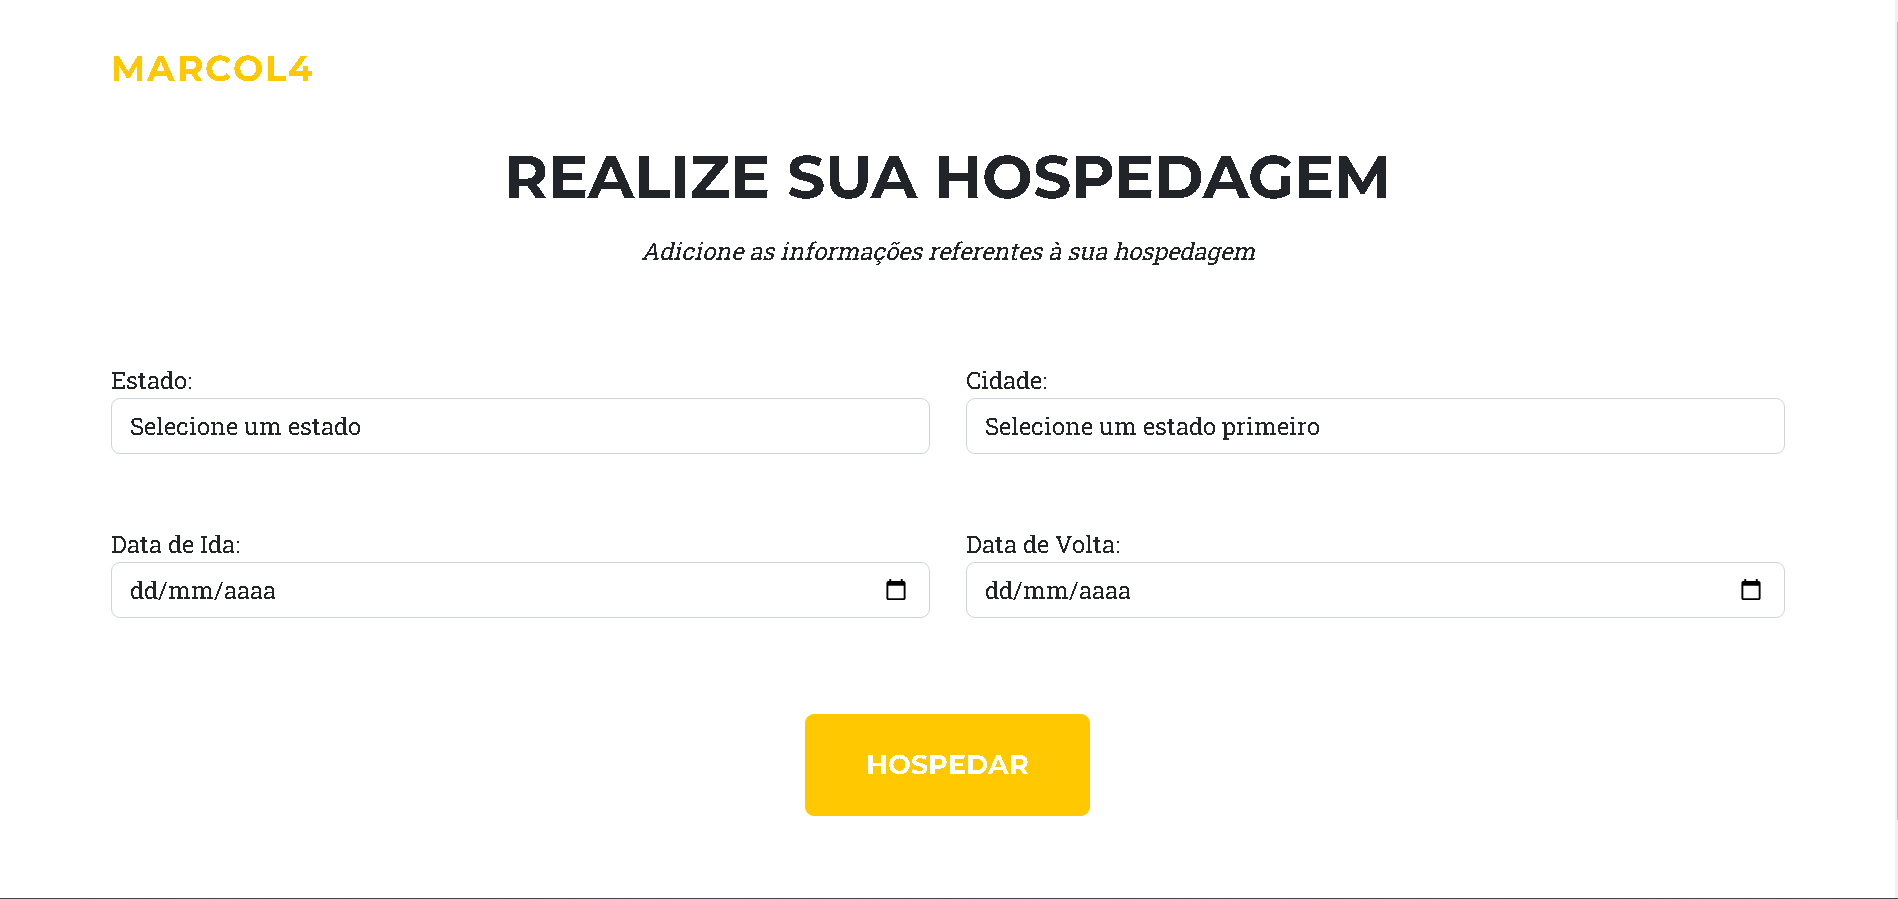 MARCOL4
REALIZE SUA HOSPEDAGEM
Adicione as informações referentes à sua hospedagem
Estado:
Cidade:
Selecione um estado
Selecione um estado primeiro
Data de Ida:
Data de Volta:
dd/mm/aaaa
dd/mm/aaaa
HOSPEDAR